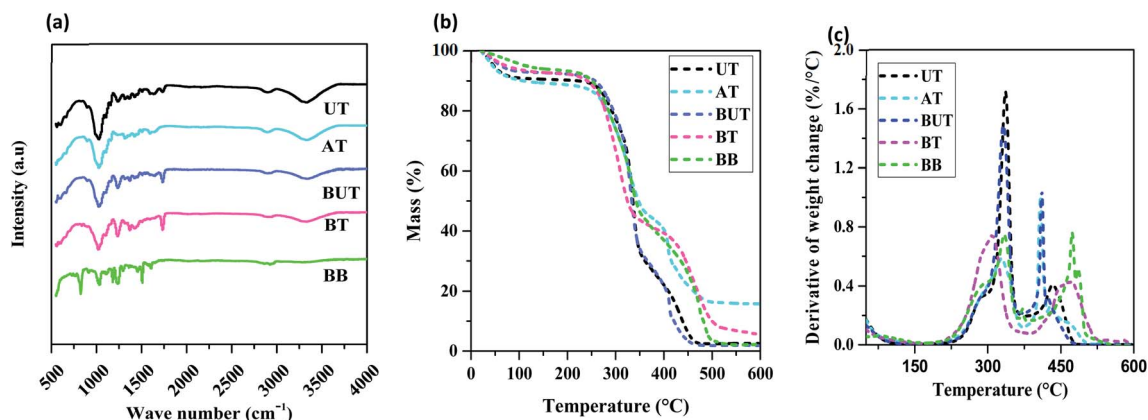 (a)
Intensity (a.u)
UT
AT
BUT
BT
BB
500 1000 1500 2000 2500 3000 3500 4000
Wave number (cm⁻¹)
(b)
Mass (%)
100
80
60
40
20
0
UT
AT
BUT
BT
BB
0 100 200 300 400 500 600
Temperature (°C)
(c)
Derivative of weight change (%/°C)
2.0
1.6
1.2
0.8
0.4
0.0
UT
AT
BUT
BT
BB
150 300 450 600
Temperature (°C)